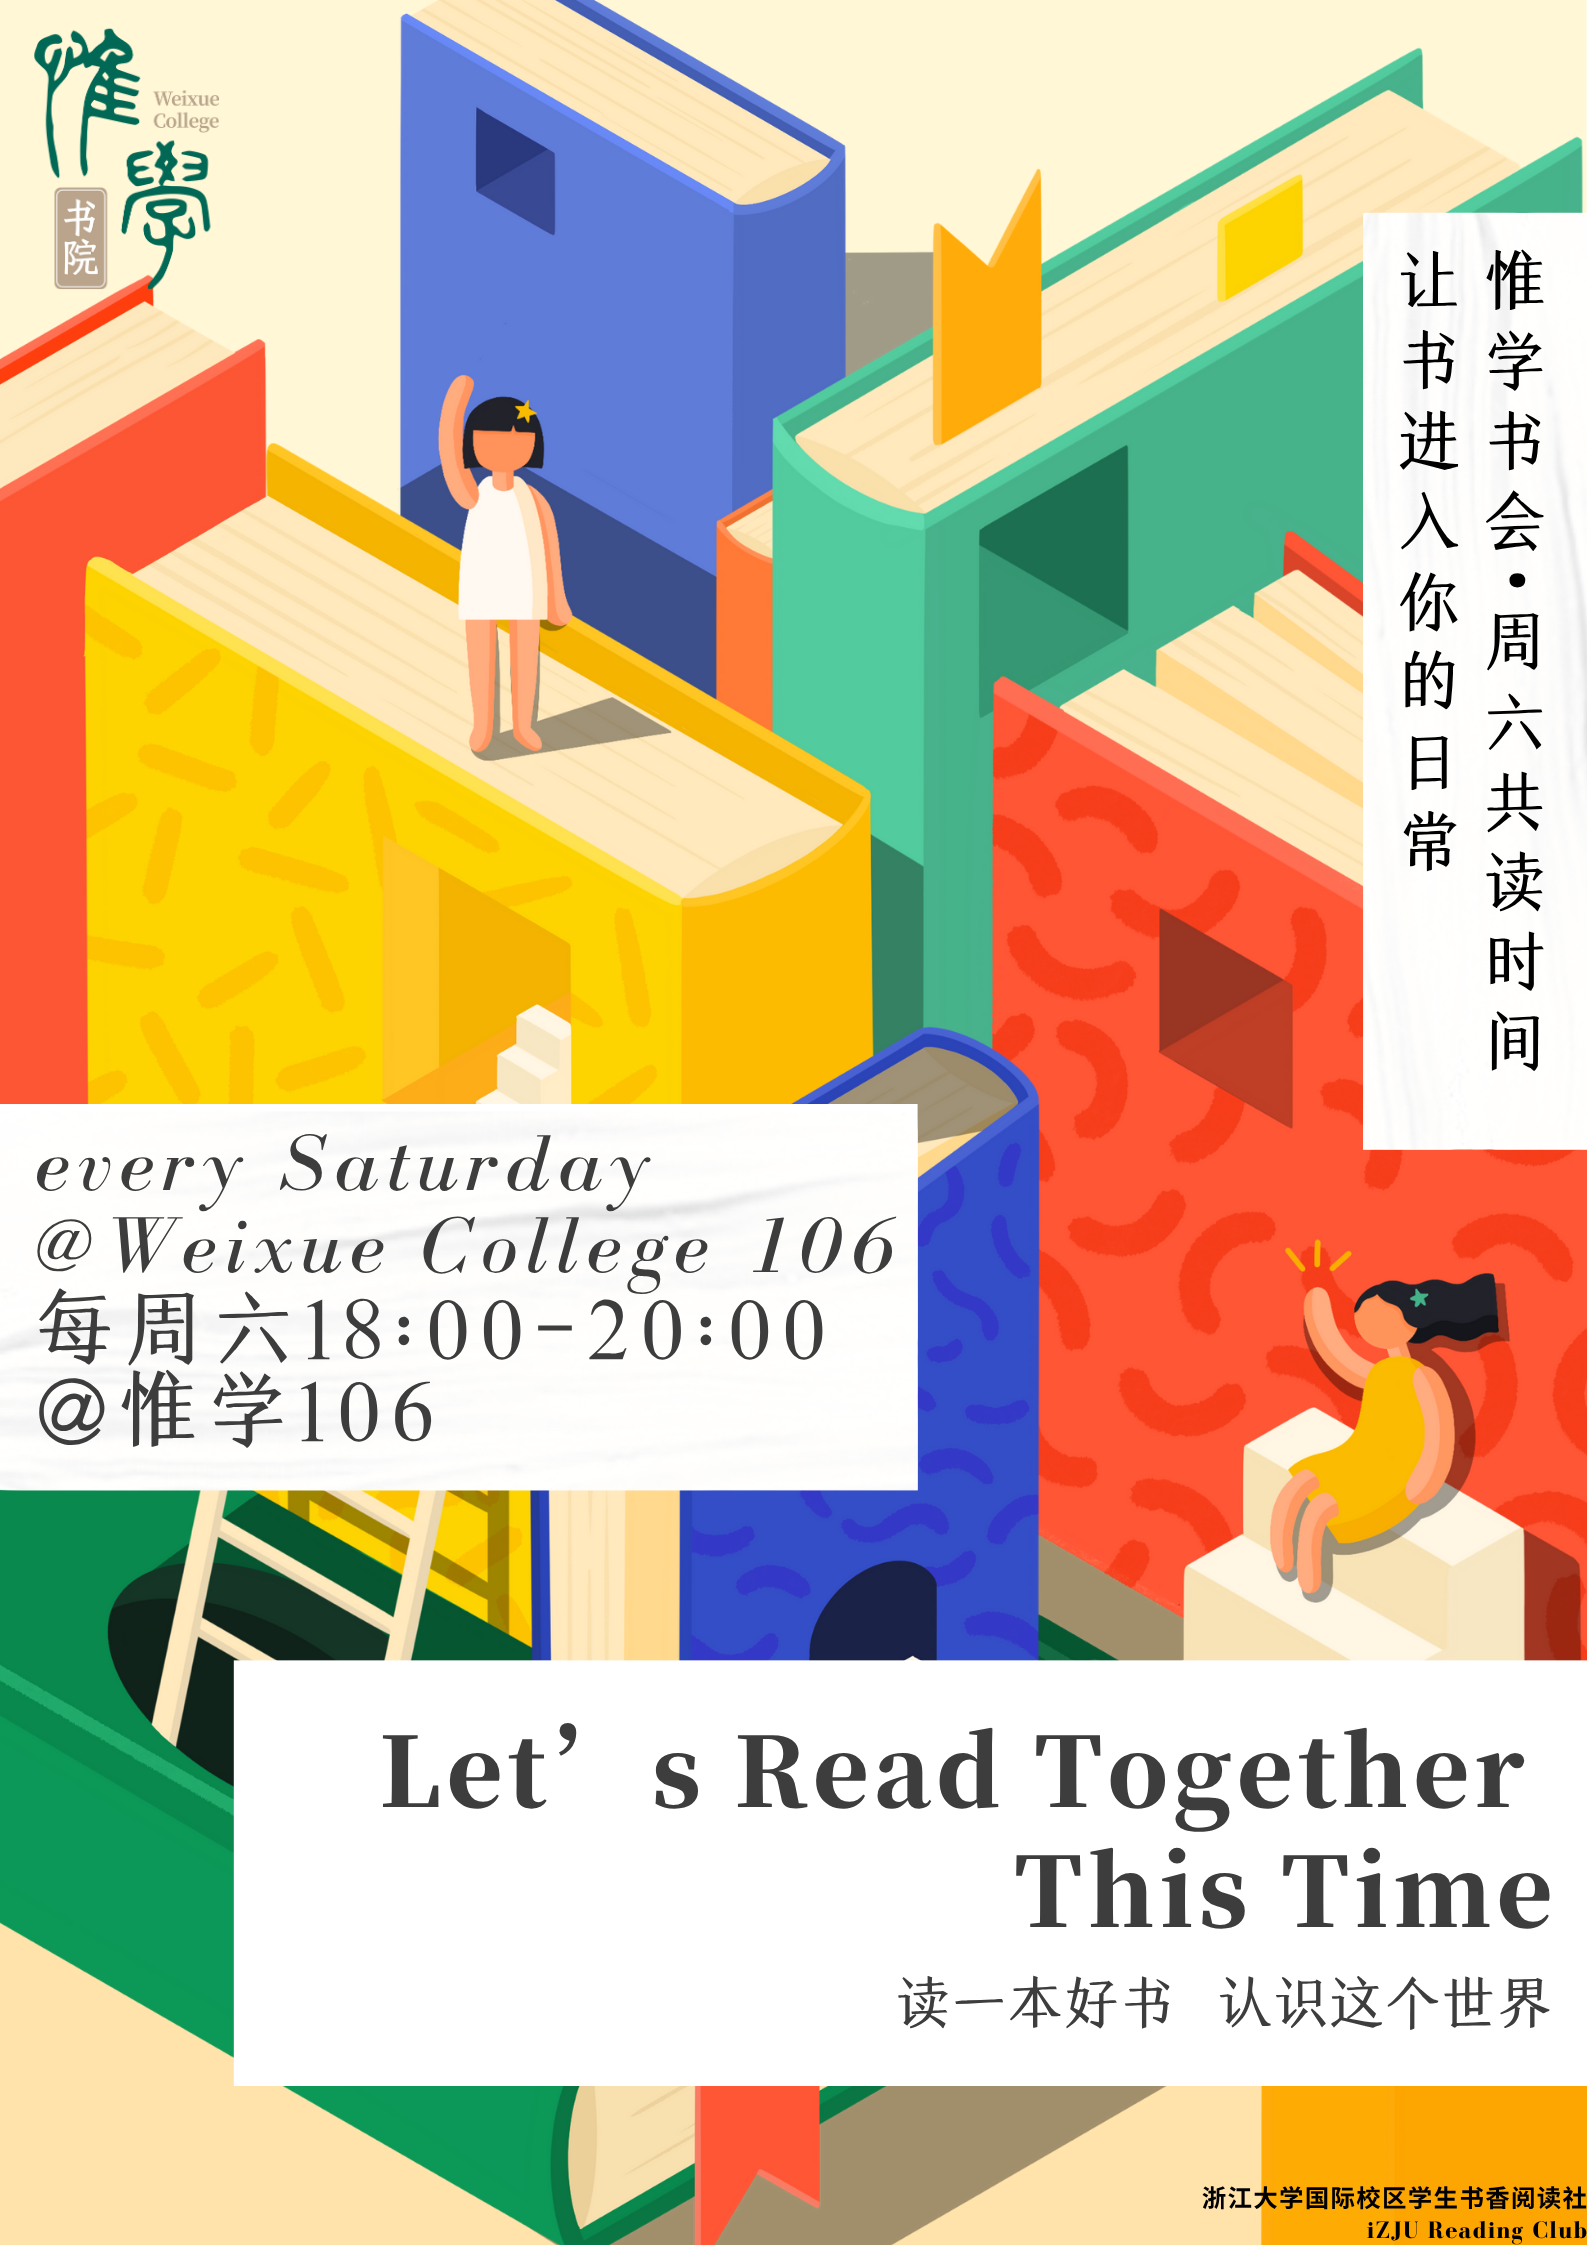 惟學
Weixue
College
书院
惟学书会·周六共读时间
让书进入你的日常
every Saturday
@Weixue College 106
每周六18:00-20:00
@惟学106
Let’s Read Together
This Time
读一本好书 认识这个世界
浙江大学国际校区学生书香阅读社
iZJU Reading Club